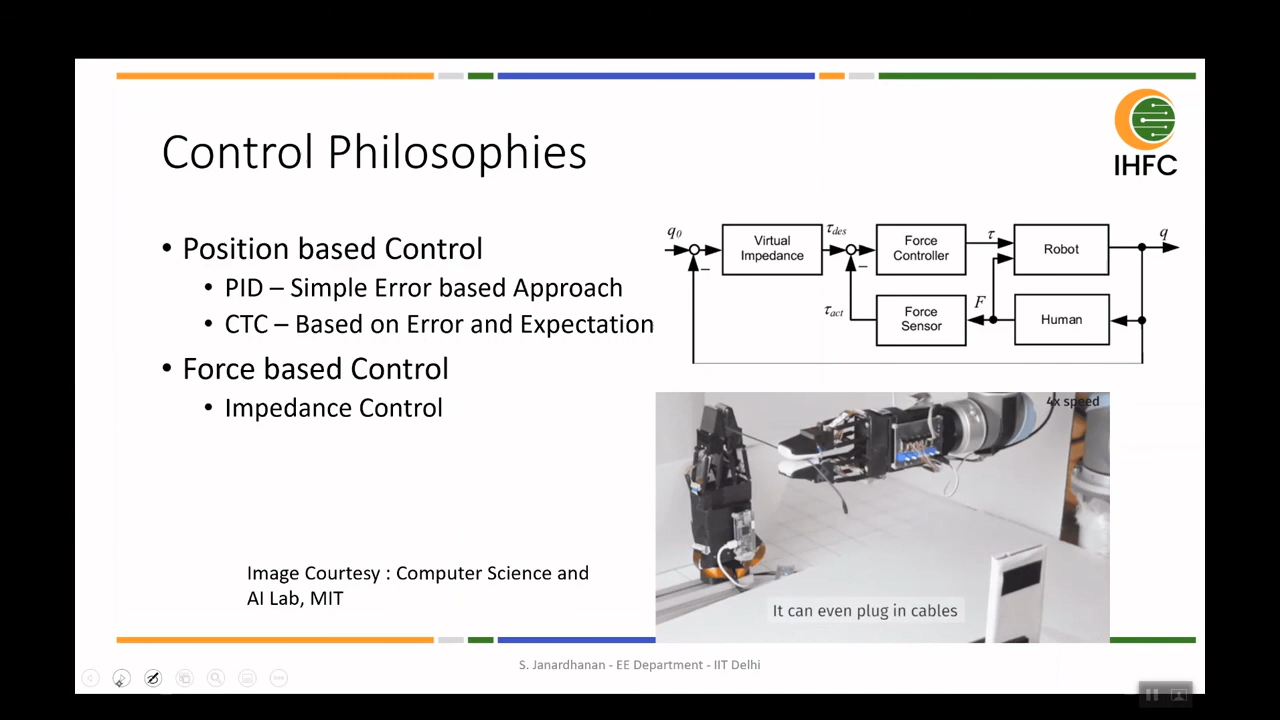 IHFC
Control Philosophies
• Position based Control
• PID – Simple Error based Approach
• CTC – Based on Error and Expectation
• Force based Control
• Impedance Control
q₀
−
Virtual
Impedance
τdes
−
Force
Controller
τ
Robot
q
τact
Force
Sensor
F
Human
4x speed
It can even plug in cables
Image Courtesy : Computer Science and
AI Lab, MIT
S. Janardhanan - EE Department - IIT Delhi